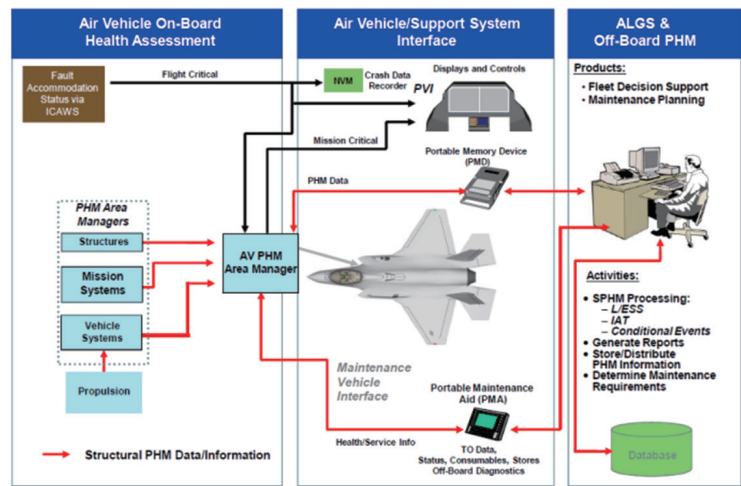 Air Vehicle On-Board
Health Assessment
Fault
Accommodation
Status via
ICAWS
Flight Critical
Mission Critical
PHM Data
PHM Area
Managers
Structures
Mission
Systems
Vehicle
Systems
Propulsion
AV PHM
Area Manager
Health/Service Info
Structural PHM Data/Information
Air Vehicle/Support System
Interface
NVM
Crash Data
Recorder
PVI
Displays and Controls
Portable Memory Device
(PMD)
Maintenance
Vehicle
Interface
Portable Maintenance
Aid (PMA)
TO Data,
Status, Consumables, Stores
Off-Board Diagnostics
ALGS &
Off-Board PHM
Products:
• Fleet Decision Support
• Maintenance Planning
Activities:
• SPHM Processing:
– L/ESS
– IAT
– Conditional Events
• Generate Reports
• Store/Distribute
PHM Information
• Determine Maintenance
Requirements
Database